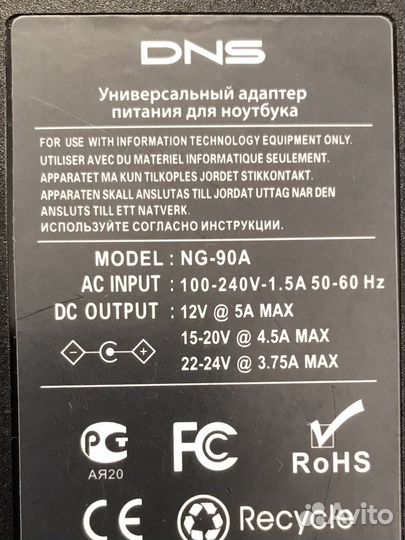 DNS
Универсальный адаптер
питания для ноутбука
FOR USE WITH INFORMATION TECHNOLOGY EQUIPMENT ONLY.
UTILISER AVEC DU MATERIEL INFORMATIQUE SEULEMENT.
APPARATET MA KUN TILKOPLES JORDET STIKKONTAKT.
APPARATEN SKALL ANSLUTAS TILL JORDAT UTTAG NAR DEN
ANSLUTS TILL ETT NATVERK.
ИСПОЛЬЗУЙТЕ СОГЛАСНО ИНСТРУКЦИИ.
MODEL : NG-90A
AC INPUT : 100-240V-1.5A 50-60 Hz
DC OUTPUT : 12V @ 5A MAX
15-20V @ 4.5A MAX
22-24V @ 3.75A MAX
- C +
РСТ FC RoHS
АЯ20
CE Recycle
Avito